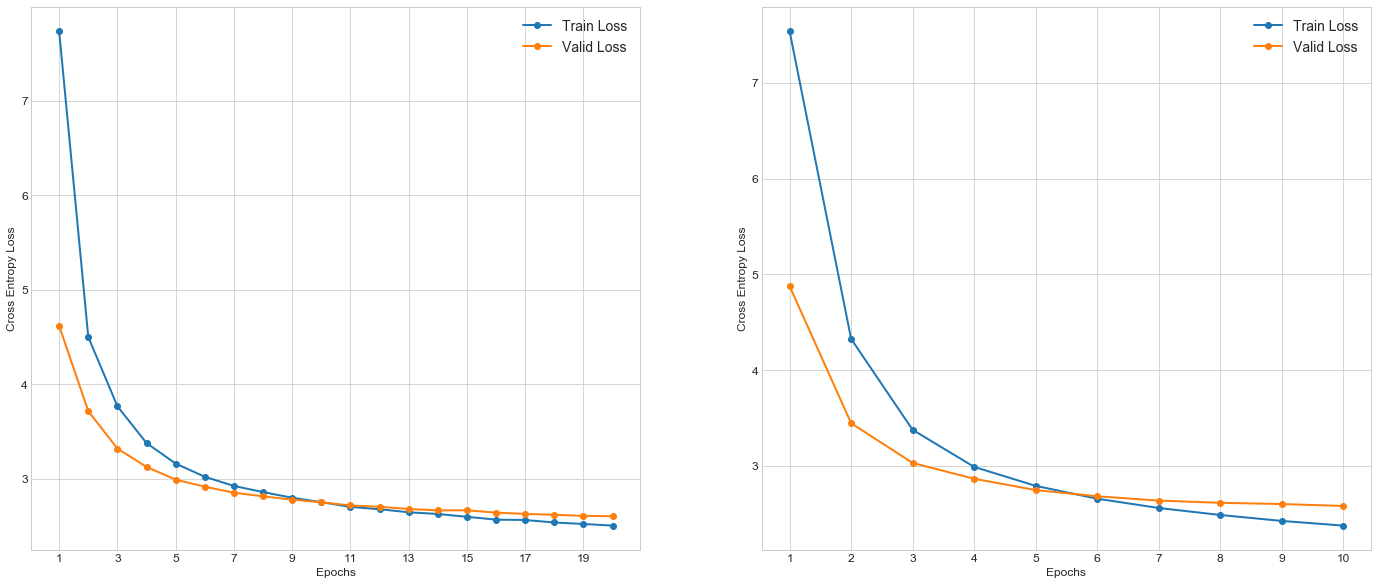 Train Loss
Valid Loss
7
6
5
4
3
Cross Entropy Loss
1 3 5 7 9 11 13 15 17 19
Epochs
Train Loss
Valid Loss
7
6
5
4
3
Cross Entropy Loss
1 2 3 4 5 6 7 8 9 10
Epochs